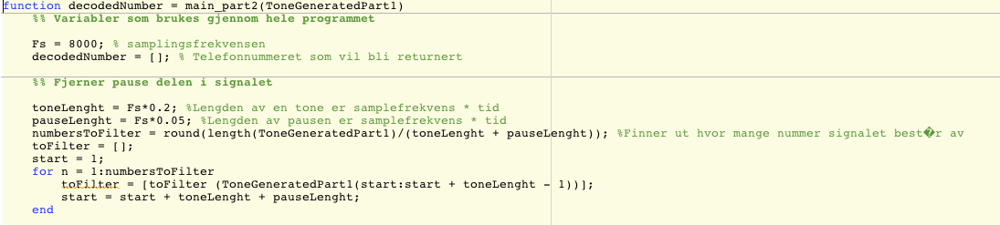 function decodedNumber = main_part2(ToneGeneratedPart1)
%% Variabler som brukes gjennom hele programmet
Fs = 8000; % samplingsfrekvensen
decodedNumber = []; % Telefonnummeret som vil bli returnert
%% Fjerner pause delen i signalet
toneLenght = Fs*0.2; %Lengden av en tone er samplefrekvens * tid
pauseLenght = Fs*0.05; %Lengden av pausen er samplefrekvens * tid
numbersToFilter = round(length(ToneGeneratedPart1)/(toneLenght + pauseLenght)); %Finner ut hvor mange nummer signalet best�r av
toFilter = [];
start = 1;
for n = 1:numbersToFilter
toFilter = [toFilter (ToneGeneratedPart1(start:start + toneLenght - 1))];
start = start + toneLenght + pauseLenght;
end